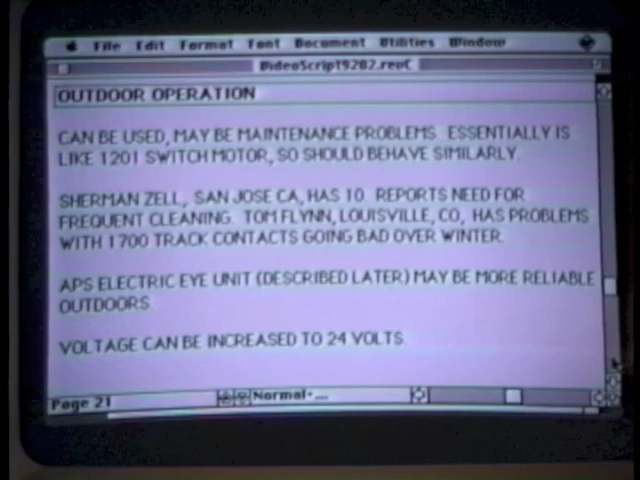 File Edit Format Font Document Utilities Window
VideoScript9202.revC
OUTDOOR OPERATION
CAN BE USED, MAY BE MAINTENANCE PROBLEMS. ESSENTIALLY IS
LIKE 1201 SWITCH MOTOR, SO SHOULD BEHAVE SIMILARLY.
SHERMAN ZELL, SAN JOSE CA, HAS 10. REPORTS NEED FOR
FREQUENT CLEANING. TOM FLYNN, LOUISVILLE, CO, HAS PROBLEMS
WITH 1700 TRACK CONTACTS GOING BAD OVER WINTER.
APS ELECTRIC EYE UNIT (DESCRIBED LATER) MAY BE MORE RELIABLE
OUTDOORS.
VOLTAGE CAN BE INCREASED TO 24 VOLTS.
Page 21 Normal+...